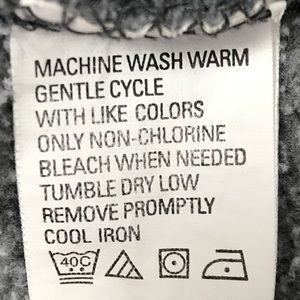 MACHINE WASH WARM
GENTLE CYCLE
WITH LIKE COLORS
ONLY NON-CHLORINE
BLEACH WHEN NEEDED
TUMBLE DRY LOW
REMOVE PROMPTLY
COOL IRON
40C